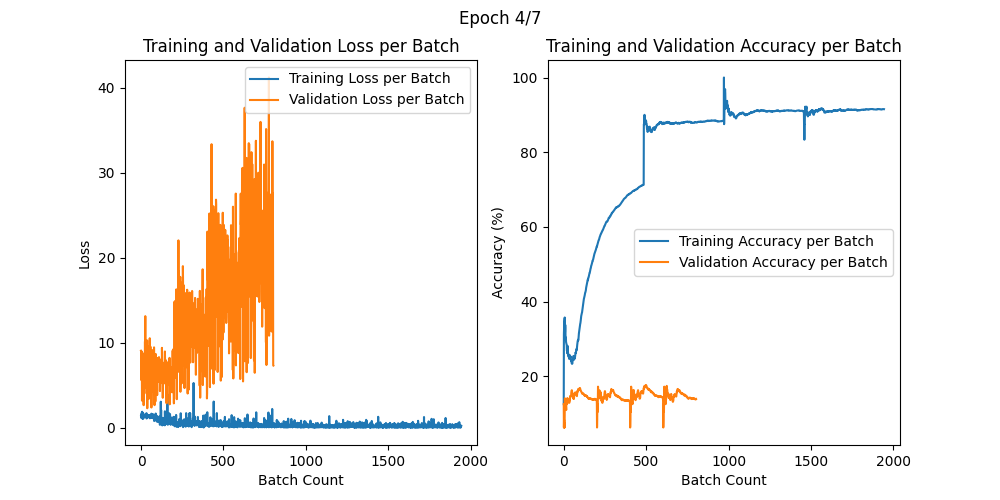 Epoch 4/7
Training and Validation Loss per Batch
Training Loss per Batch
Validation Loss per Batch
40
30
20
10
0
Loss
0
500
1000
1500
2000
Batch Count
Training and Validation Accuracy per Batch
Training Accuracy per Batch
Validation Accuracy per Batch
100
80
60
40
20
Accuracy (%)
0
500
1000
1500
2000
Batch Count